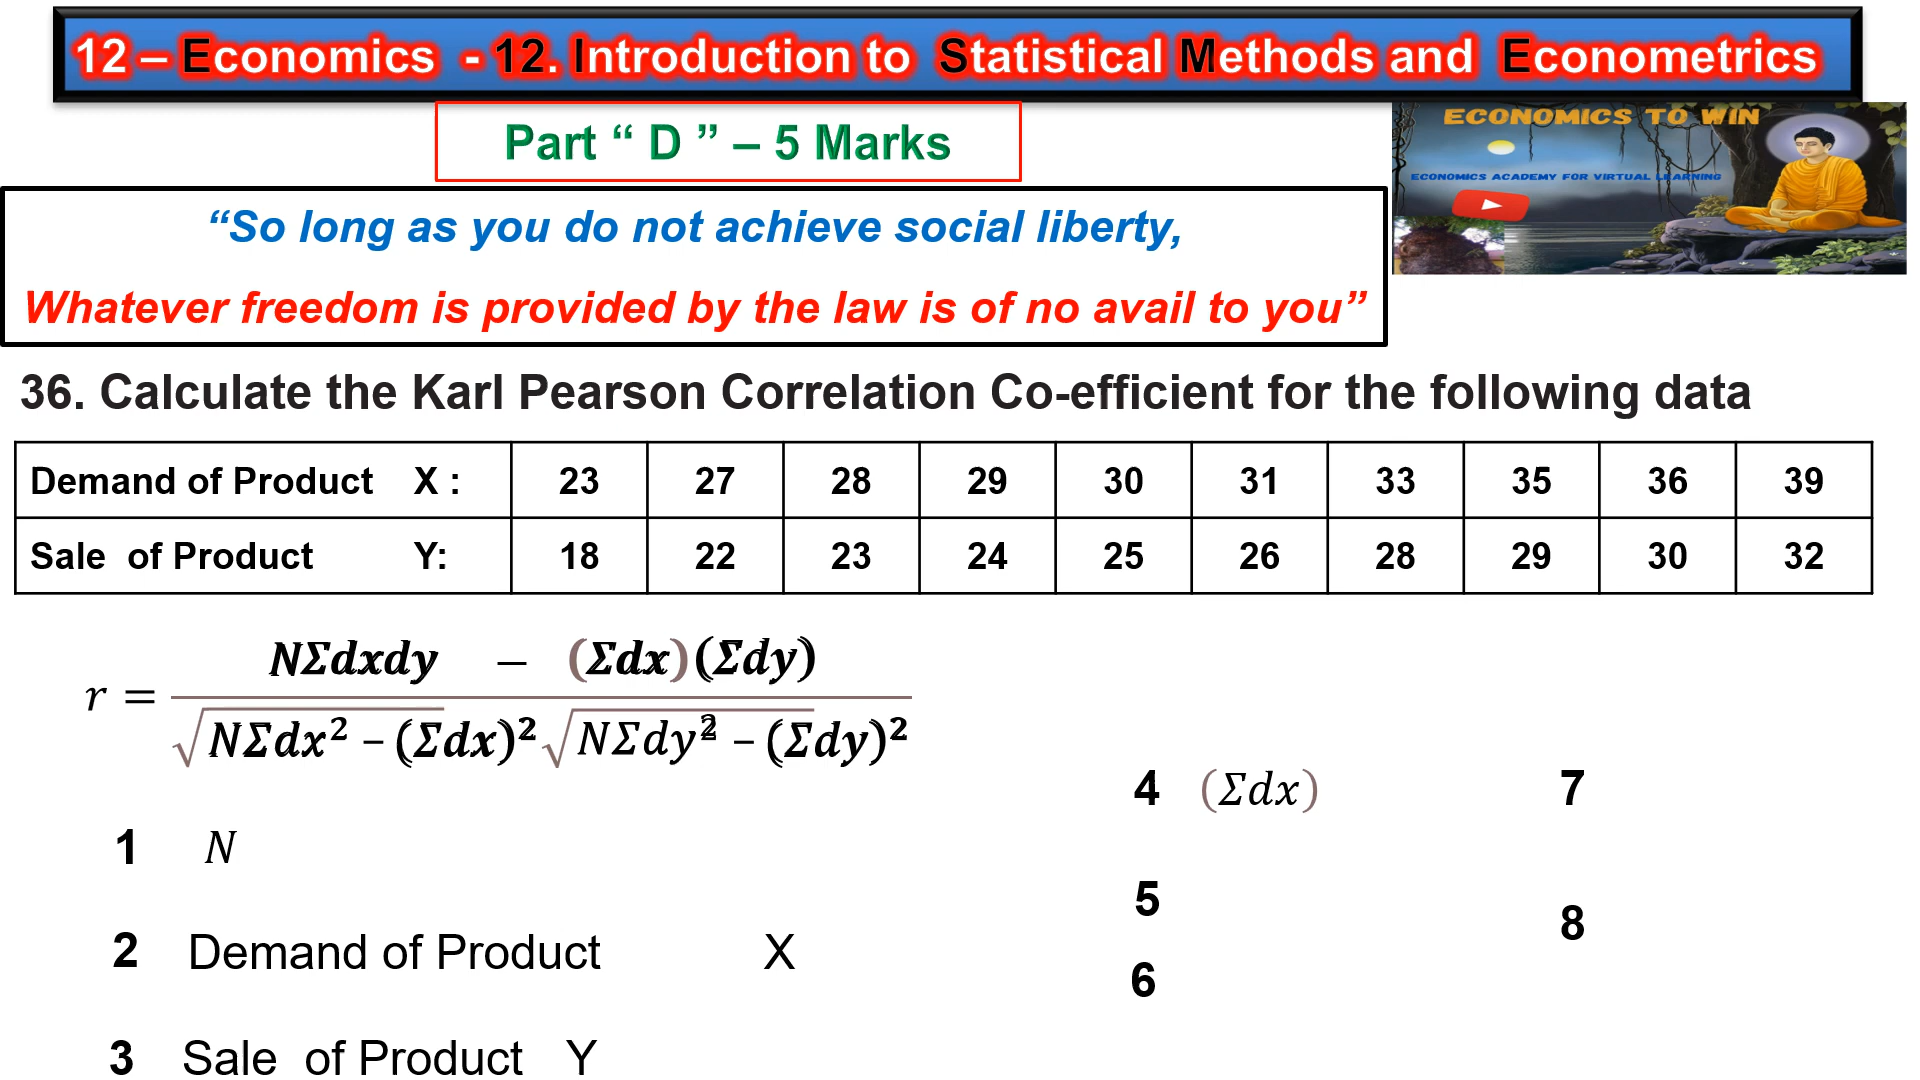 12 – Economics - 12. Introduction to Statistical Methods and Econometrics
Part “ D ” – 5 Marks
ECONOMICS TO WIN
ECONOMICS ACADEMY FOR VIRTUAL LEARNING
“So long as you do not achieve social liberty,
Whatever freedom is provided by the law is of no avail to you”
36. Calculate the Karl Pearson Correlation Co-efficient for the following data
Demand of Product X : 23 27 28 29 30 31 33 35 36 39
Sale of Product Y: 18 22 23 24 25 26 28 29 30 32
NΣdxdy – (Σdx)(Σdy)
r =
√NΣdx² – (Σdx)² √NΣdy² – (Σdy)²
4 (Σdx) 7
1 N
5
8
2 Demand of Product X
6
3 Sale of Product Y